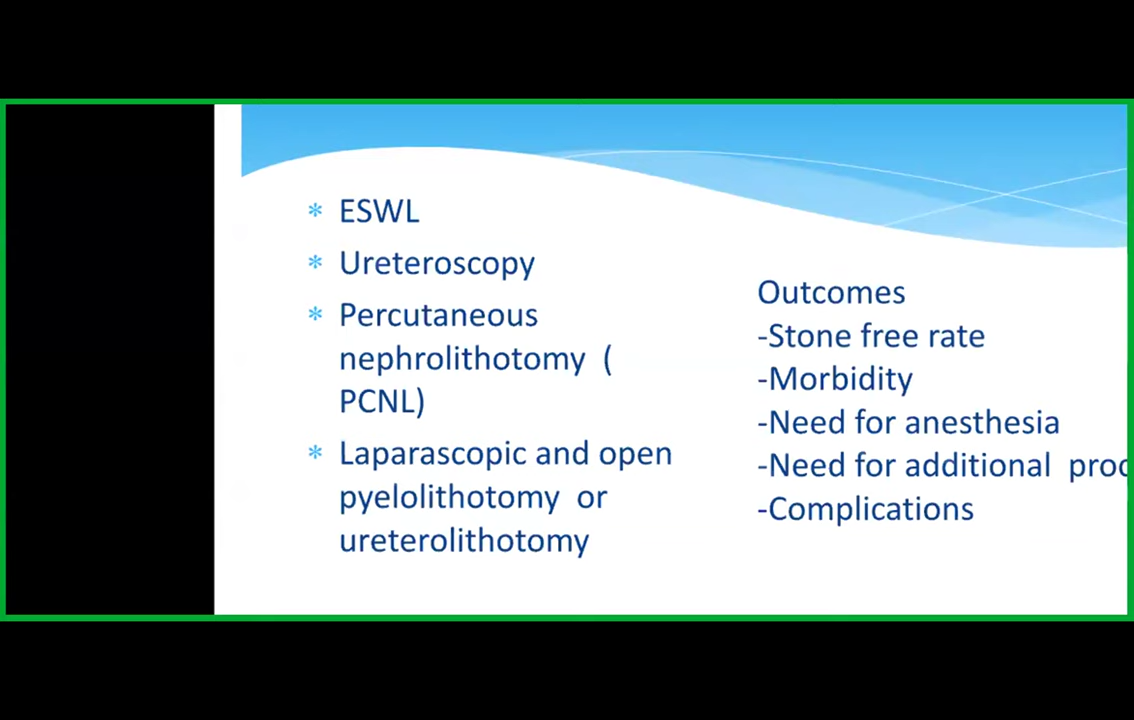 * ESWL
* Ureteroscopy
* Percutaneous
nephrolithotomy (
PCNL)
* Laparascopic and open
pyelolithotomy or
ureterolithotomy
Outcomes
-Stone free rate
-Morbidity
-Need for anesthesia
-Need for additional
-Complications